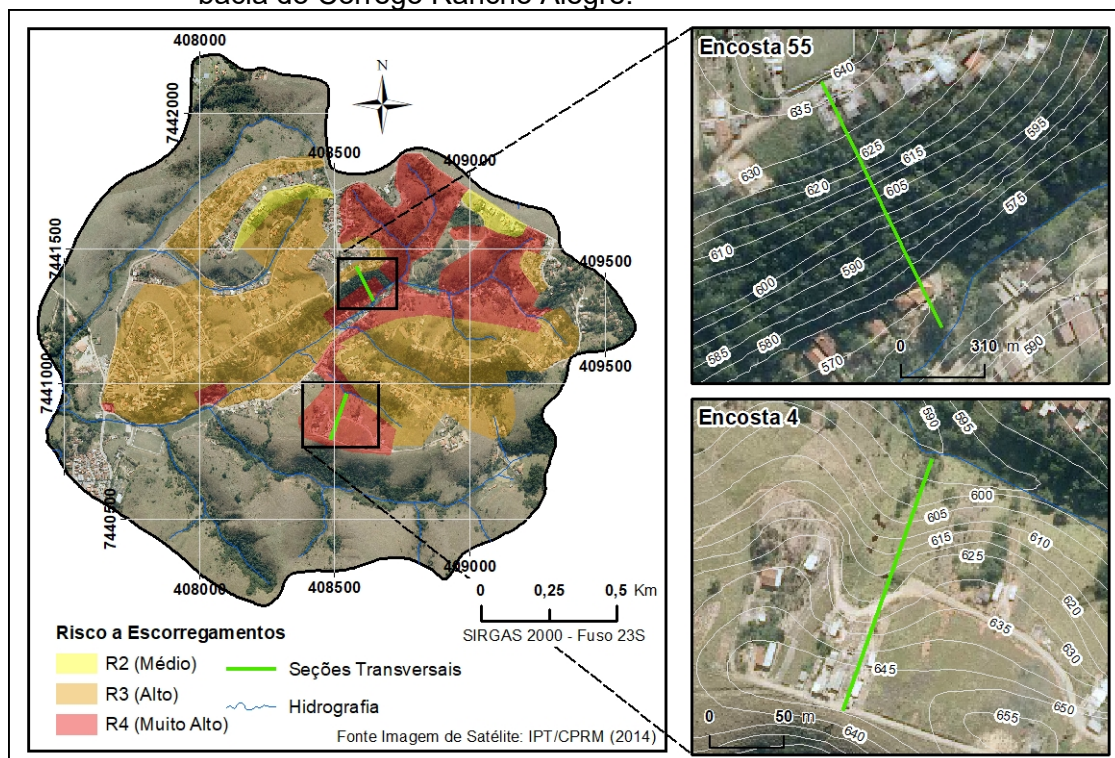 bacia do Córrego Rancho Alegre.
408000
N
7442000
408500
409000
7441500
409500
7441000
409500
7440500
409000
408000
408500
0 0,25 0,5 Km
SIRGAS 2000 - Fuso 23S
Risco a Escorregamentos
R2 (Médio)
R3 (Alto)
R4 (Muito Alto)
Seções Transversais
Hidrografia
Fonte Imagem de Satélite: IPT/CPRM (2014)
Encosta 55
640
635
595
625
615
630
620
605
575
610
590
600
585
580
570
590
0 310 m
Encosta 4
590
595
600
605
610
615
625
620
635
630
645
650
655
640
0 50 m